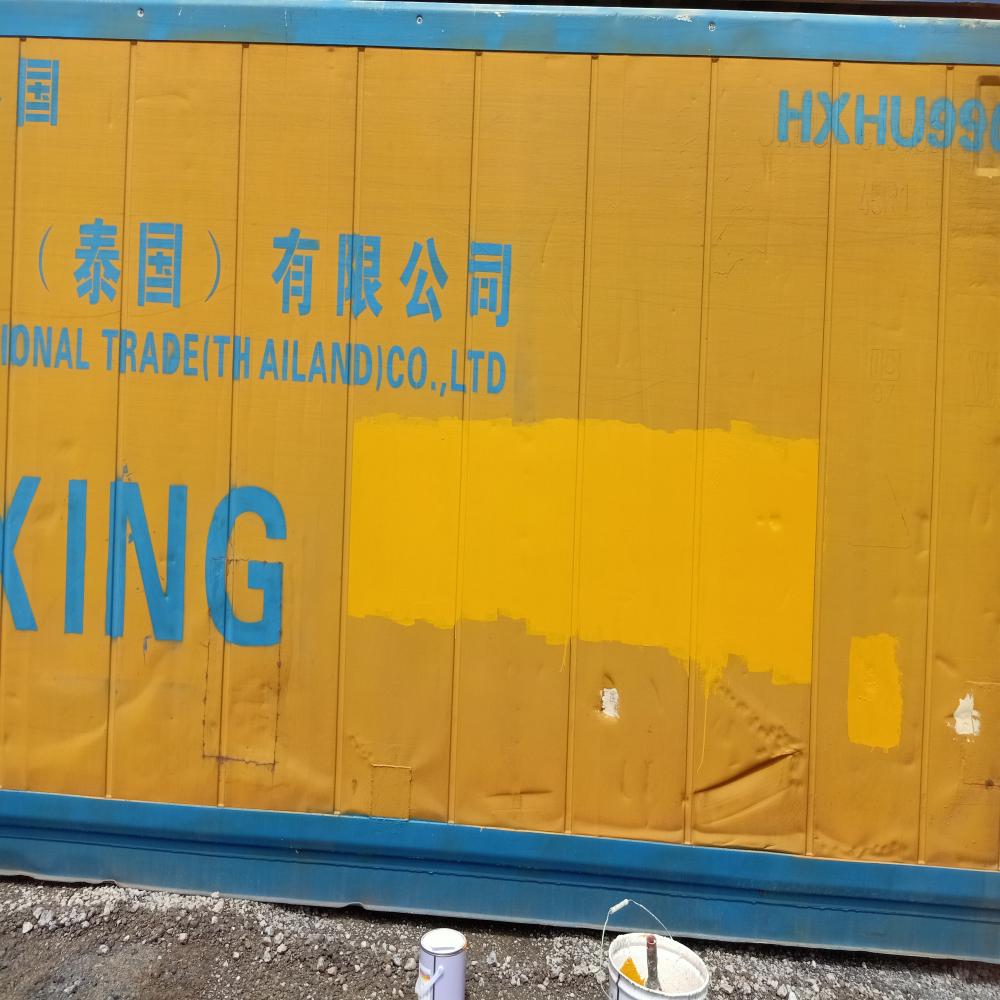 国
HXHU99
（泰国）有限公司
IONAL TRADE(TH AILAND)CO.,LTD
KING